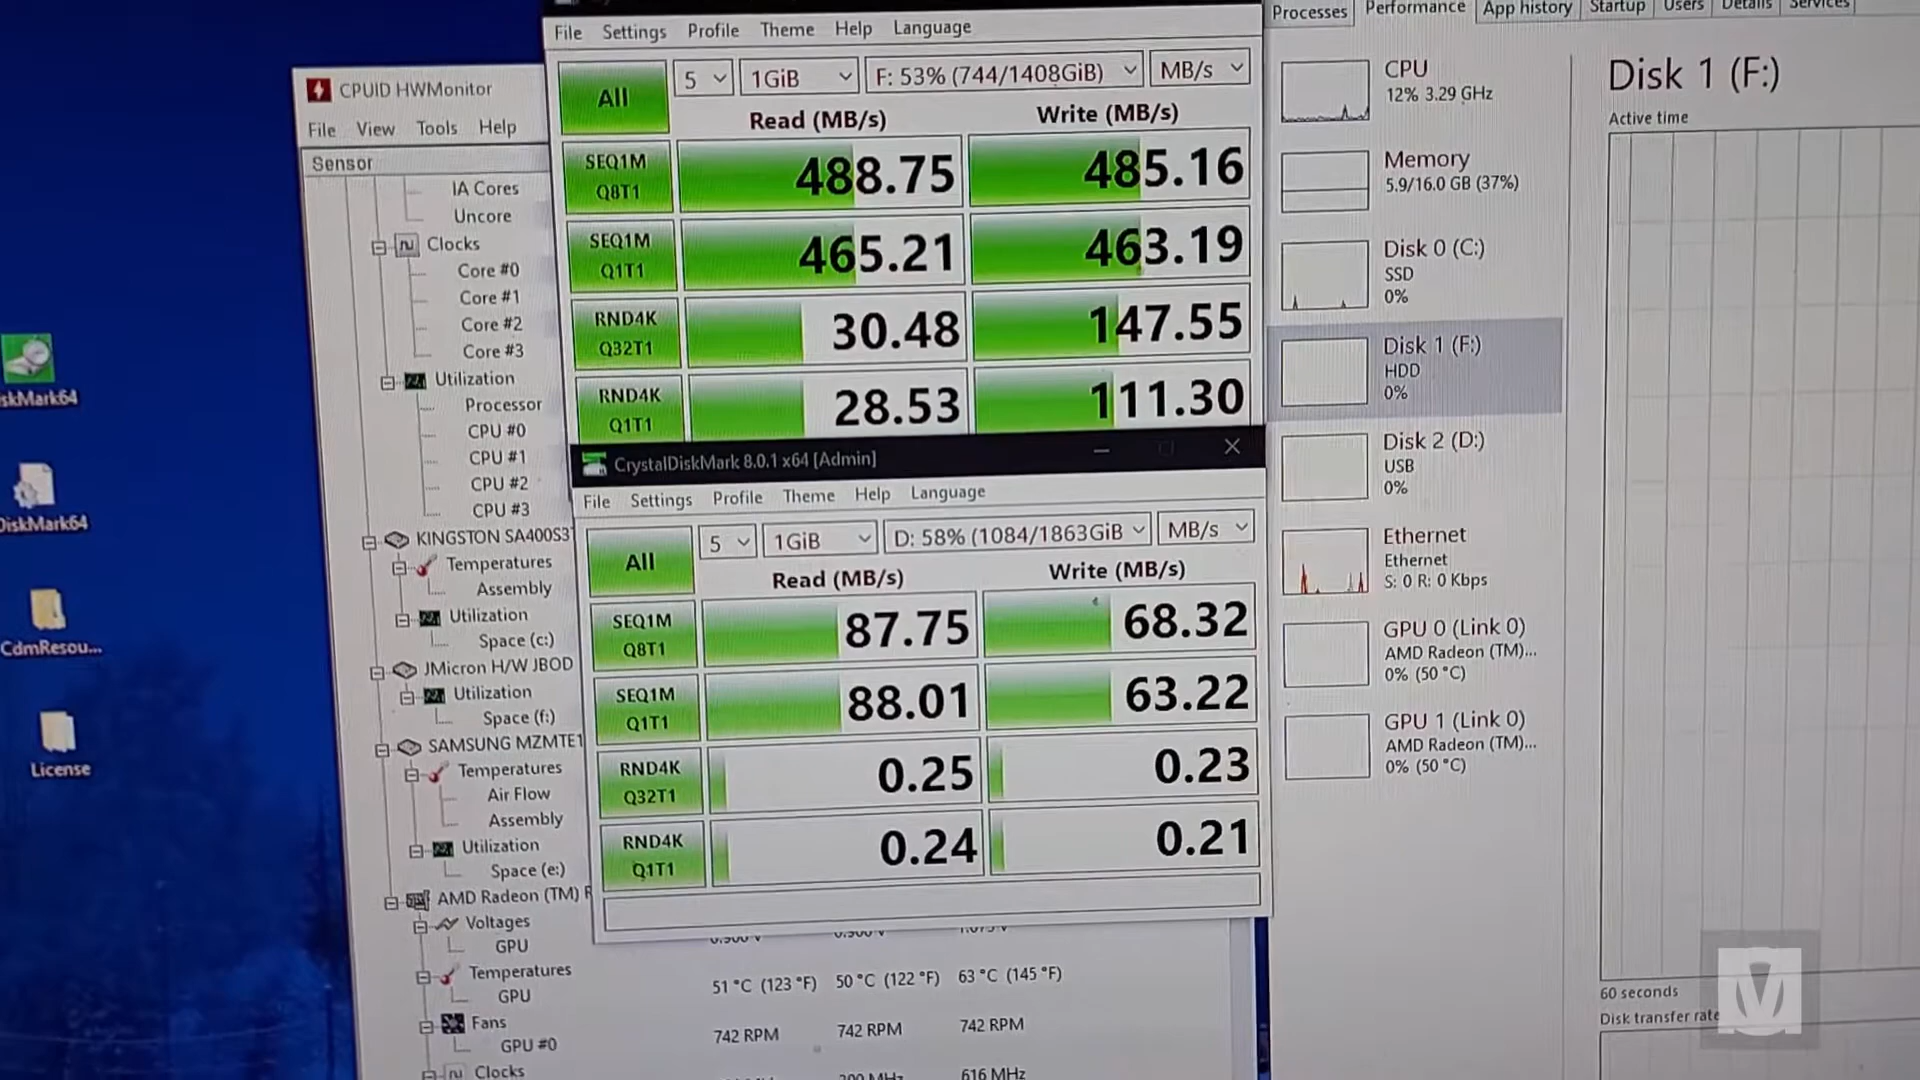 File Settings Profile Theme Help Language
All
5
1GiB
F: 53% (744/1408GiB)
MB/s
Read (MB/s)
Write (MB/s)
SEQ1M
Q8T1
488.75
485.16
SEQ1M
Q1T1
465.21
463.19
RND4K
Q32T1
30.48
147.55
RND4K
Q1T1
28.53
111.30
CrystalDiskMark 8.0.1 x64 [Admin]
File Settings Profile Theme Help Language
All
5
1GiB
D: 58% (1084/1863GiB
MB/s
Read (MB/s)
Write (MB/s)
SEQ1M
Q8T1
87.75
68.32
SEQ1M
Q1T1
88.01
63.22
RND4K
Q32T1
0.25
0.23
RND4K
Q1T1
0.24
0.21
CPUID HWMonitor
File View Tools Help
Sensor
IA Cores
Uncore
Clocks
Core #0
Core #1
Core #2
Core #3
Utilization
Processor
CPU #0
CPU #1
CPU #2
CPU #3
KINGSTON SA400S3
Temperatures
Assembly
Utilization
Space (c:)
JMicron H/W JBOD
Utilization
Space (f:)
SAMSUNG MZMTE1
Temperatures
Air Flow
Assembly
Utilization
Space (e:)
AMD Radeon (TM) R
Voltages
GPU
Temperatures
GPU
51 °C (123 °F) 50 °C (122 °F) 63 °C (145 °F)
Fans
GPU #0
742 RPM 742 RPM 742 RPM
Clocks
616 MHz
skMark64
DiskMark64
CdmResou...
License
Processes Performance App history Startup Users Details Services
CPU
12% 3.29 GHz
Memory
5.9/16.0 GB (37%)
Disk 0 (C:)
SSD
0%
Disk 1 (F:)
HDD
0%
Disk 2 (D:)
USB
0%
Ethernet
Ethernet
S: 0 R: 0 Kbps
GPU 0 (Link 0)
AMD Radeon (TM)...
0% (50 °C)
GPU 1 (Link 0)
AMD Radeon (TM)...
0% (50 °C)
Disk 1 (F:)
Active time
60 seconds
Disk transfer rate